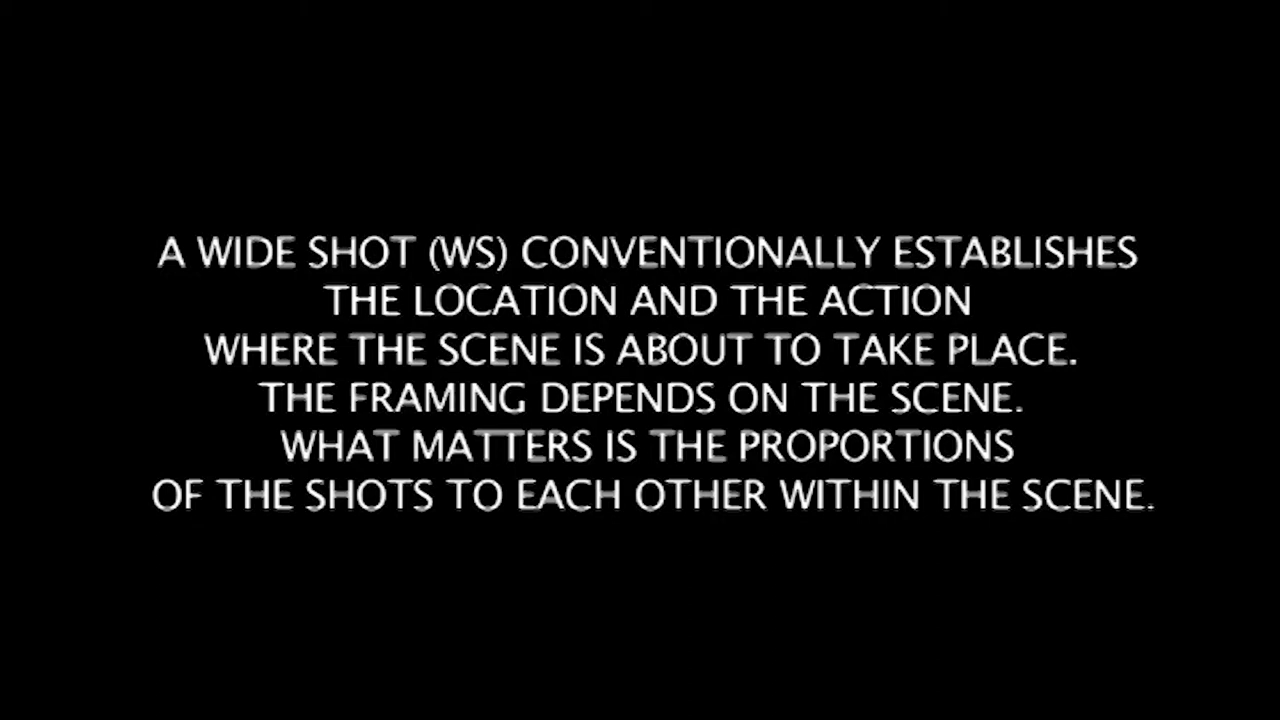 A WIDE SHOT (WS) CONVENTIONALLY ESTABLISHES
THE LOCATION AND THE ACTION
WHERE THE SCENE IS ABOUT TO TAKE PLACE.
THE FRAMING DEPENDS ON THE SCENE.
WHAT MATTERS IS THE PROPORTIONS
OF THE SHOTS TO EACH OTHER WITHIN THE SCENE.